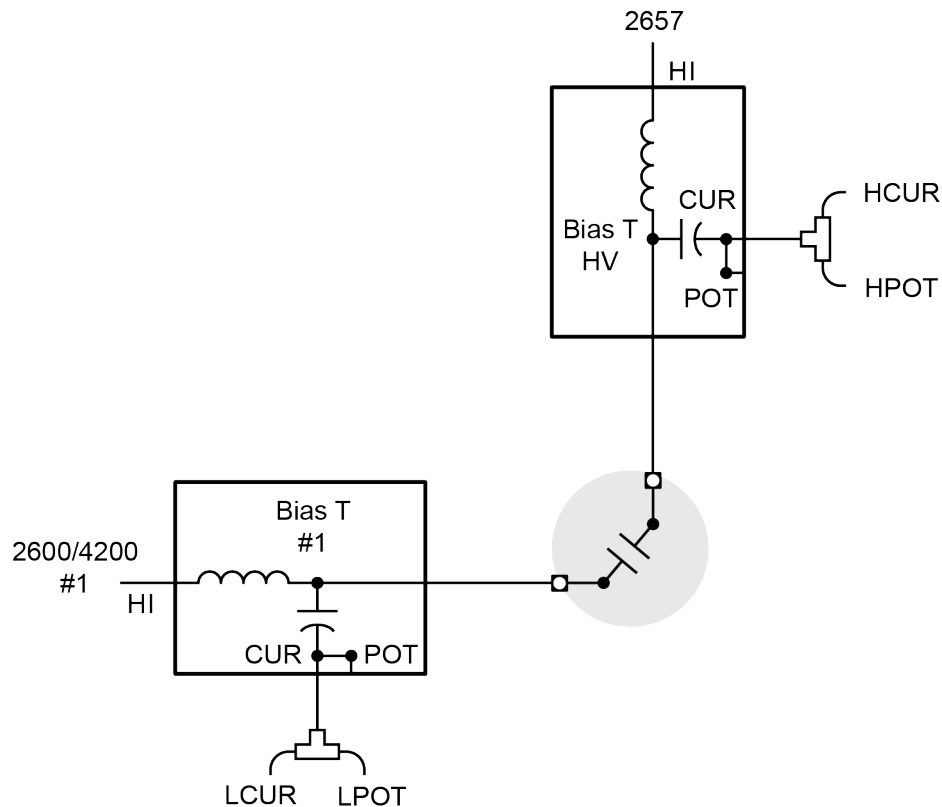 2657
HI
CUR
HCUR
Bias T
HV
HPOT
POT
Bias T
#1
2600/4200
#1
HI
CUR
POT
LCUR
LPOT